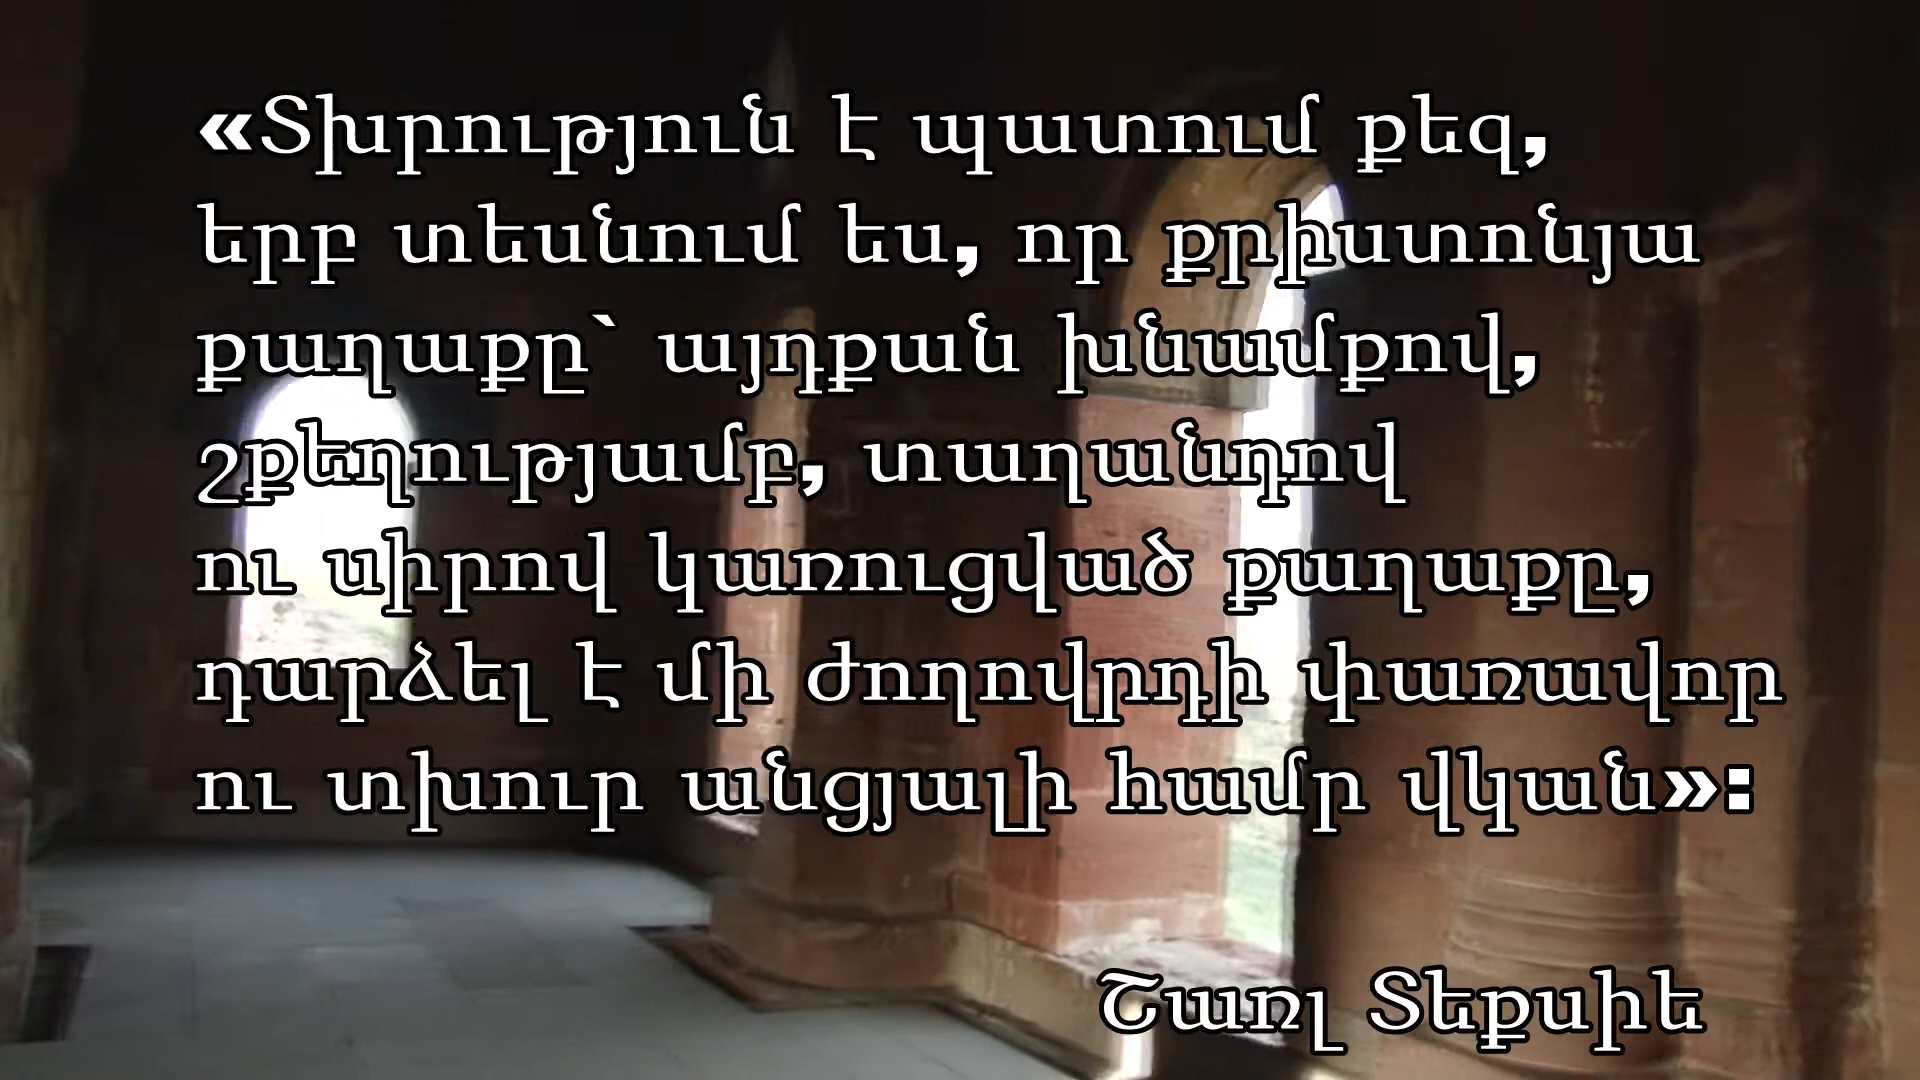 «Տխրություն է պատում քեզ,
երբ տեսնում ես, որ քրիստոնյա
քաղաքը՝ այդքան խնամքով,
շքեղությամբ, տաղանդով
ու սիրով կառուցված քաղաքը,
դարձել է մի ժողովրդի փառավոր
ու տխուր անցյալի համր վկան»:
Շառլ Տեքսիե